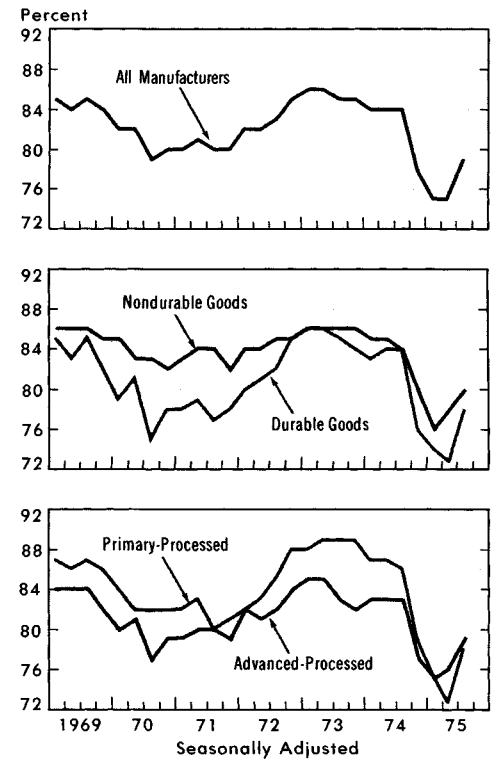 Percent
92
88
84
80
76
72
All Manufacturers
92
88
84
80
76
72
Nondurable Goods
Durable Goods
92
88
84
80
76
72
Primary-Processed
Advanced-Processed
1969 70 71 72 73 74 75
Seasonally Adjusted